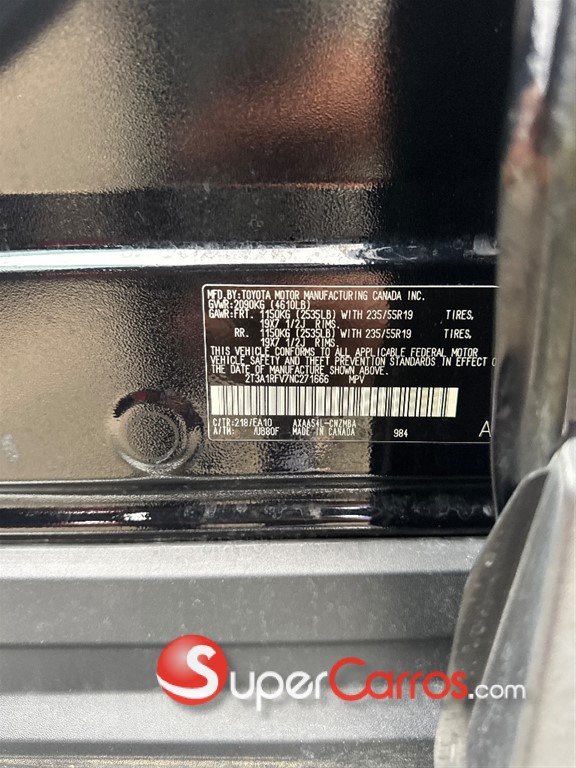 MFD.BY:TOYOTA MOTOR MANUFACTURING CANADA INC.
GVWR:2090KG (4610LB)
GAWR:FRT. 1150KG (2535LB) WITH 235/55R19 TIRES,
19X7 1/2J RIMS.
RR. 1150KG (2535LB) WITH 235/55R19 TIRES,
19X7 1/2J RIMS.
THIS VEHICLE CONFORMS TO ALL APPLICABLE FEDERAL MOTOR
VEHICLE SAFETY AND THEFT PREVENTION STANDARDS IN EFFECT O
THE DATE OF MANUFACTURE SHOWN ABOVE.
2T3A1RFV7NC271666 MPV
C/TR:218/EA10 AXAA54L-CNZMBA
A/TM: /UB80F MADE IN CANADA 984 A
SUPERCARROS.com